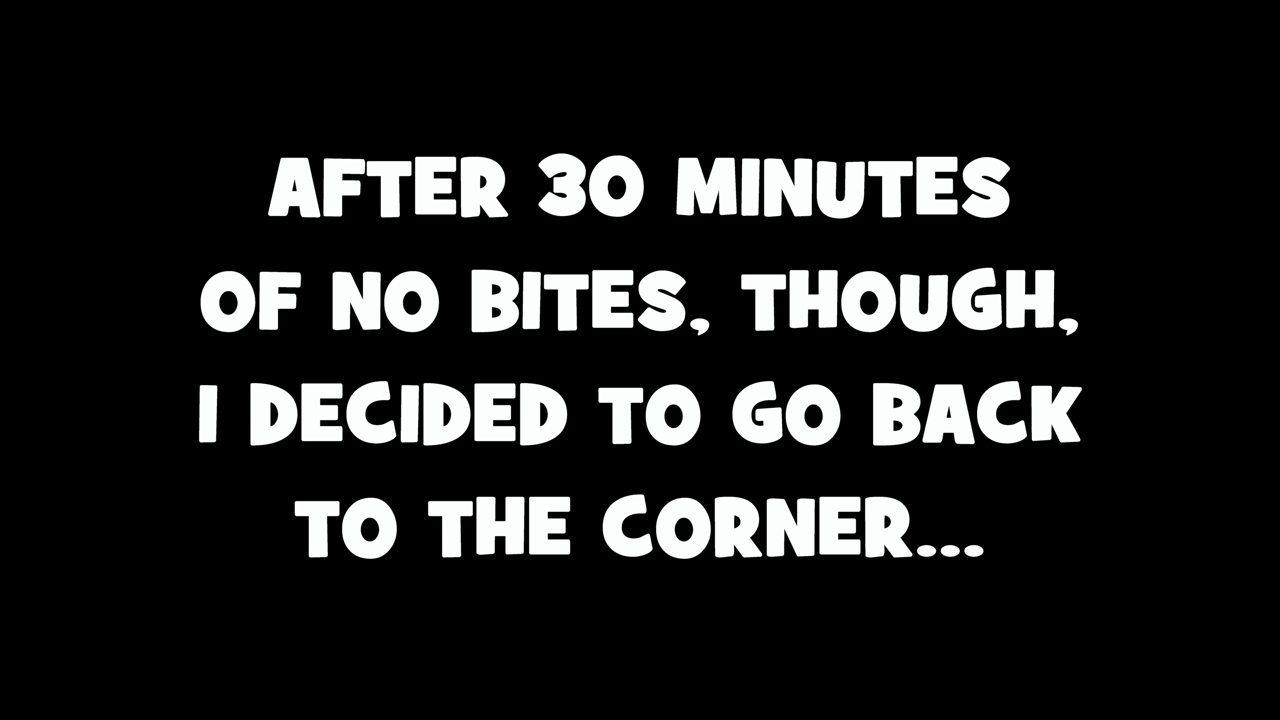 AFTER 30 MINUTES
OF NO BITES, THOUGH,
I DECIDED TO GO BACK
TO THE CORNER...